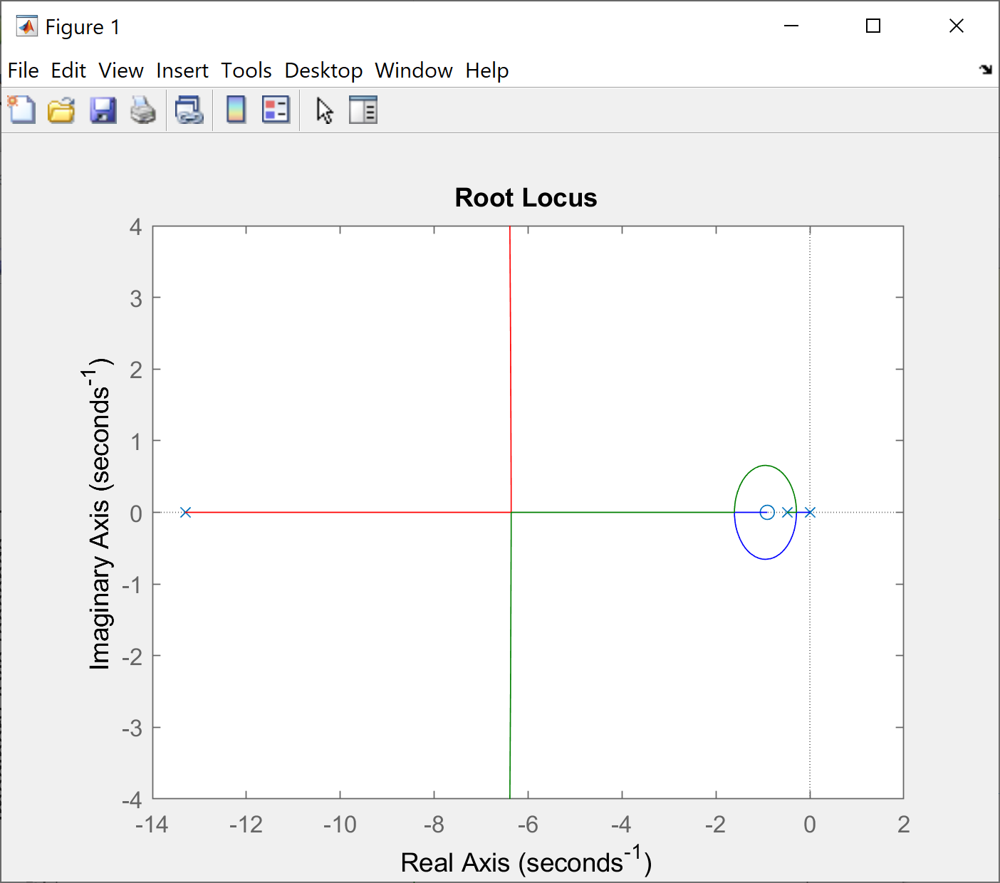 Figure 1
File Edit View Insert Tools Desktop Window Help
Root Locus
4
3
2
1
0
-1
-2
-3
-4
Imaginary Axis (seconds⁻¹)
-14 -12 -10 -8 -6 -4 -2 0 2
Real Axis (seconds⁻¹)